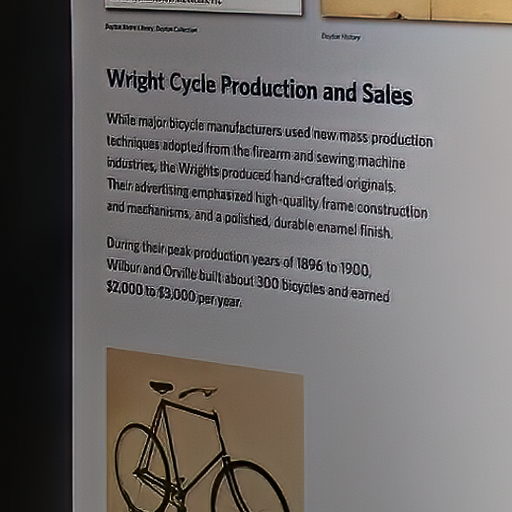 Dayton Metro Library, Dayton Collection
Dayton History
Wright Cycle Production and Sales
While major bicycle manufacturers used new mass production
techniques adopted from the firearm and sewing machine
industries, the Wrights produced hand-crafted originals.
Their advertising emphasized high-quality frame construction
and mechanisms, and a polished, durable enamel finish.
During their peak production years of 1896 to 1900,
Wilbur and Orville built about 300 bicycles and earned
$2,000 to $3,000 per year.